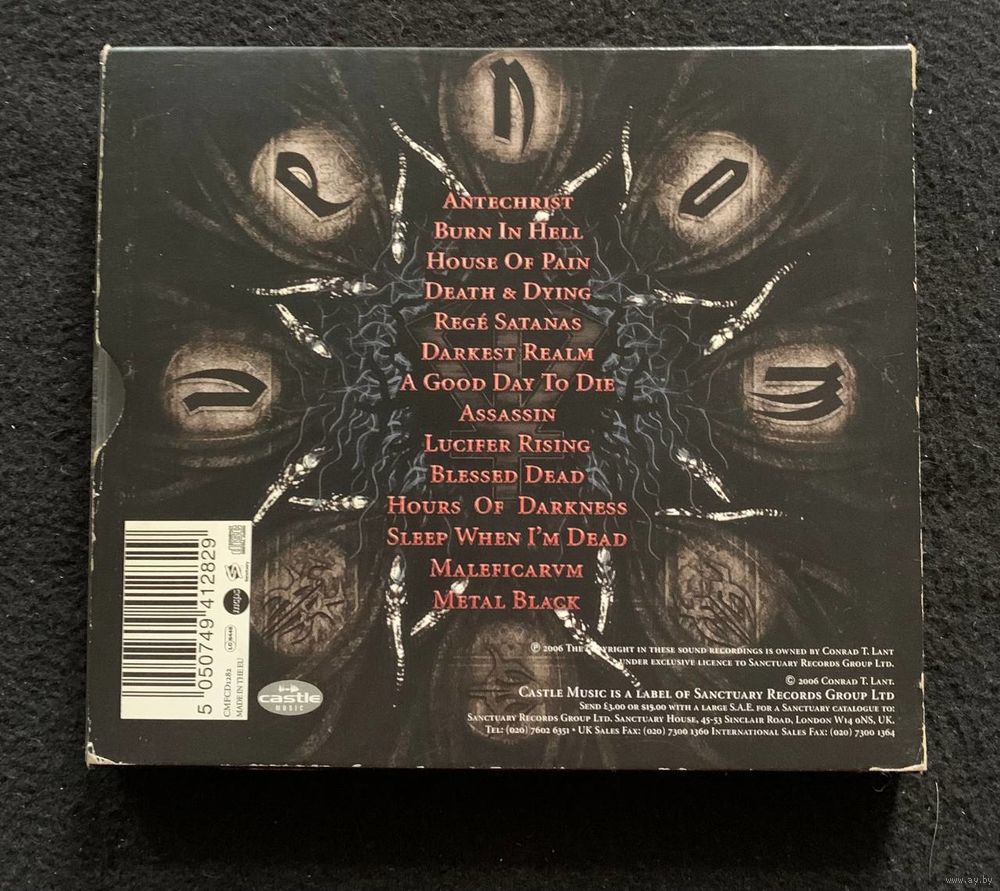 Antechrist
Burn In Hell
House Of Pain
Death & Dying
Regé Satanas
Darkest Realm
A Good Day To Die
Assassin
Lucifer Rising
Blessed Dead
Hours Of Darkness
Sleep When I'm Dead
Maleficarvm
Metal Black
℗ 2006 The copyright in these sound recordings is owned by Conrad T. Lant
under exclusive licence to Sanctuary Records Group Ltd.
© 2006 Conrad T. Lant.
Castle Music is a label of Sanctuary Records Group Ltd
Send £3.00 or $19.00 with a large S.A.E. for a Sanctuary catalogue to:
Sanctuary Records Group Ltd. Sanctuary House, 45-53 Sinclair Road, London W14 0NS, UK.
Tel: (020) 7602 6351 • UK Sales Fax: (020) 7300 1360 International Sales Fax: (020) 7300 1364
castle
MUSIC
5 050749 412829
CMFCD1282
MADE IN THE EU
LC 6448
disc
www.ay.by